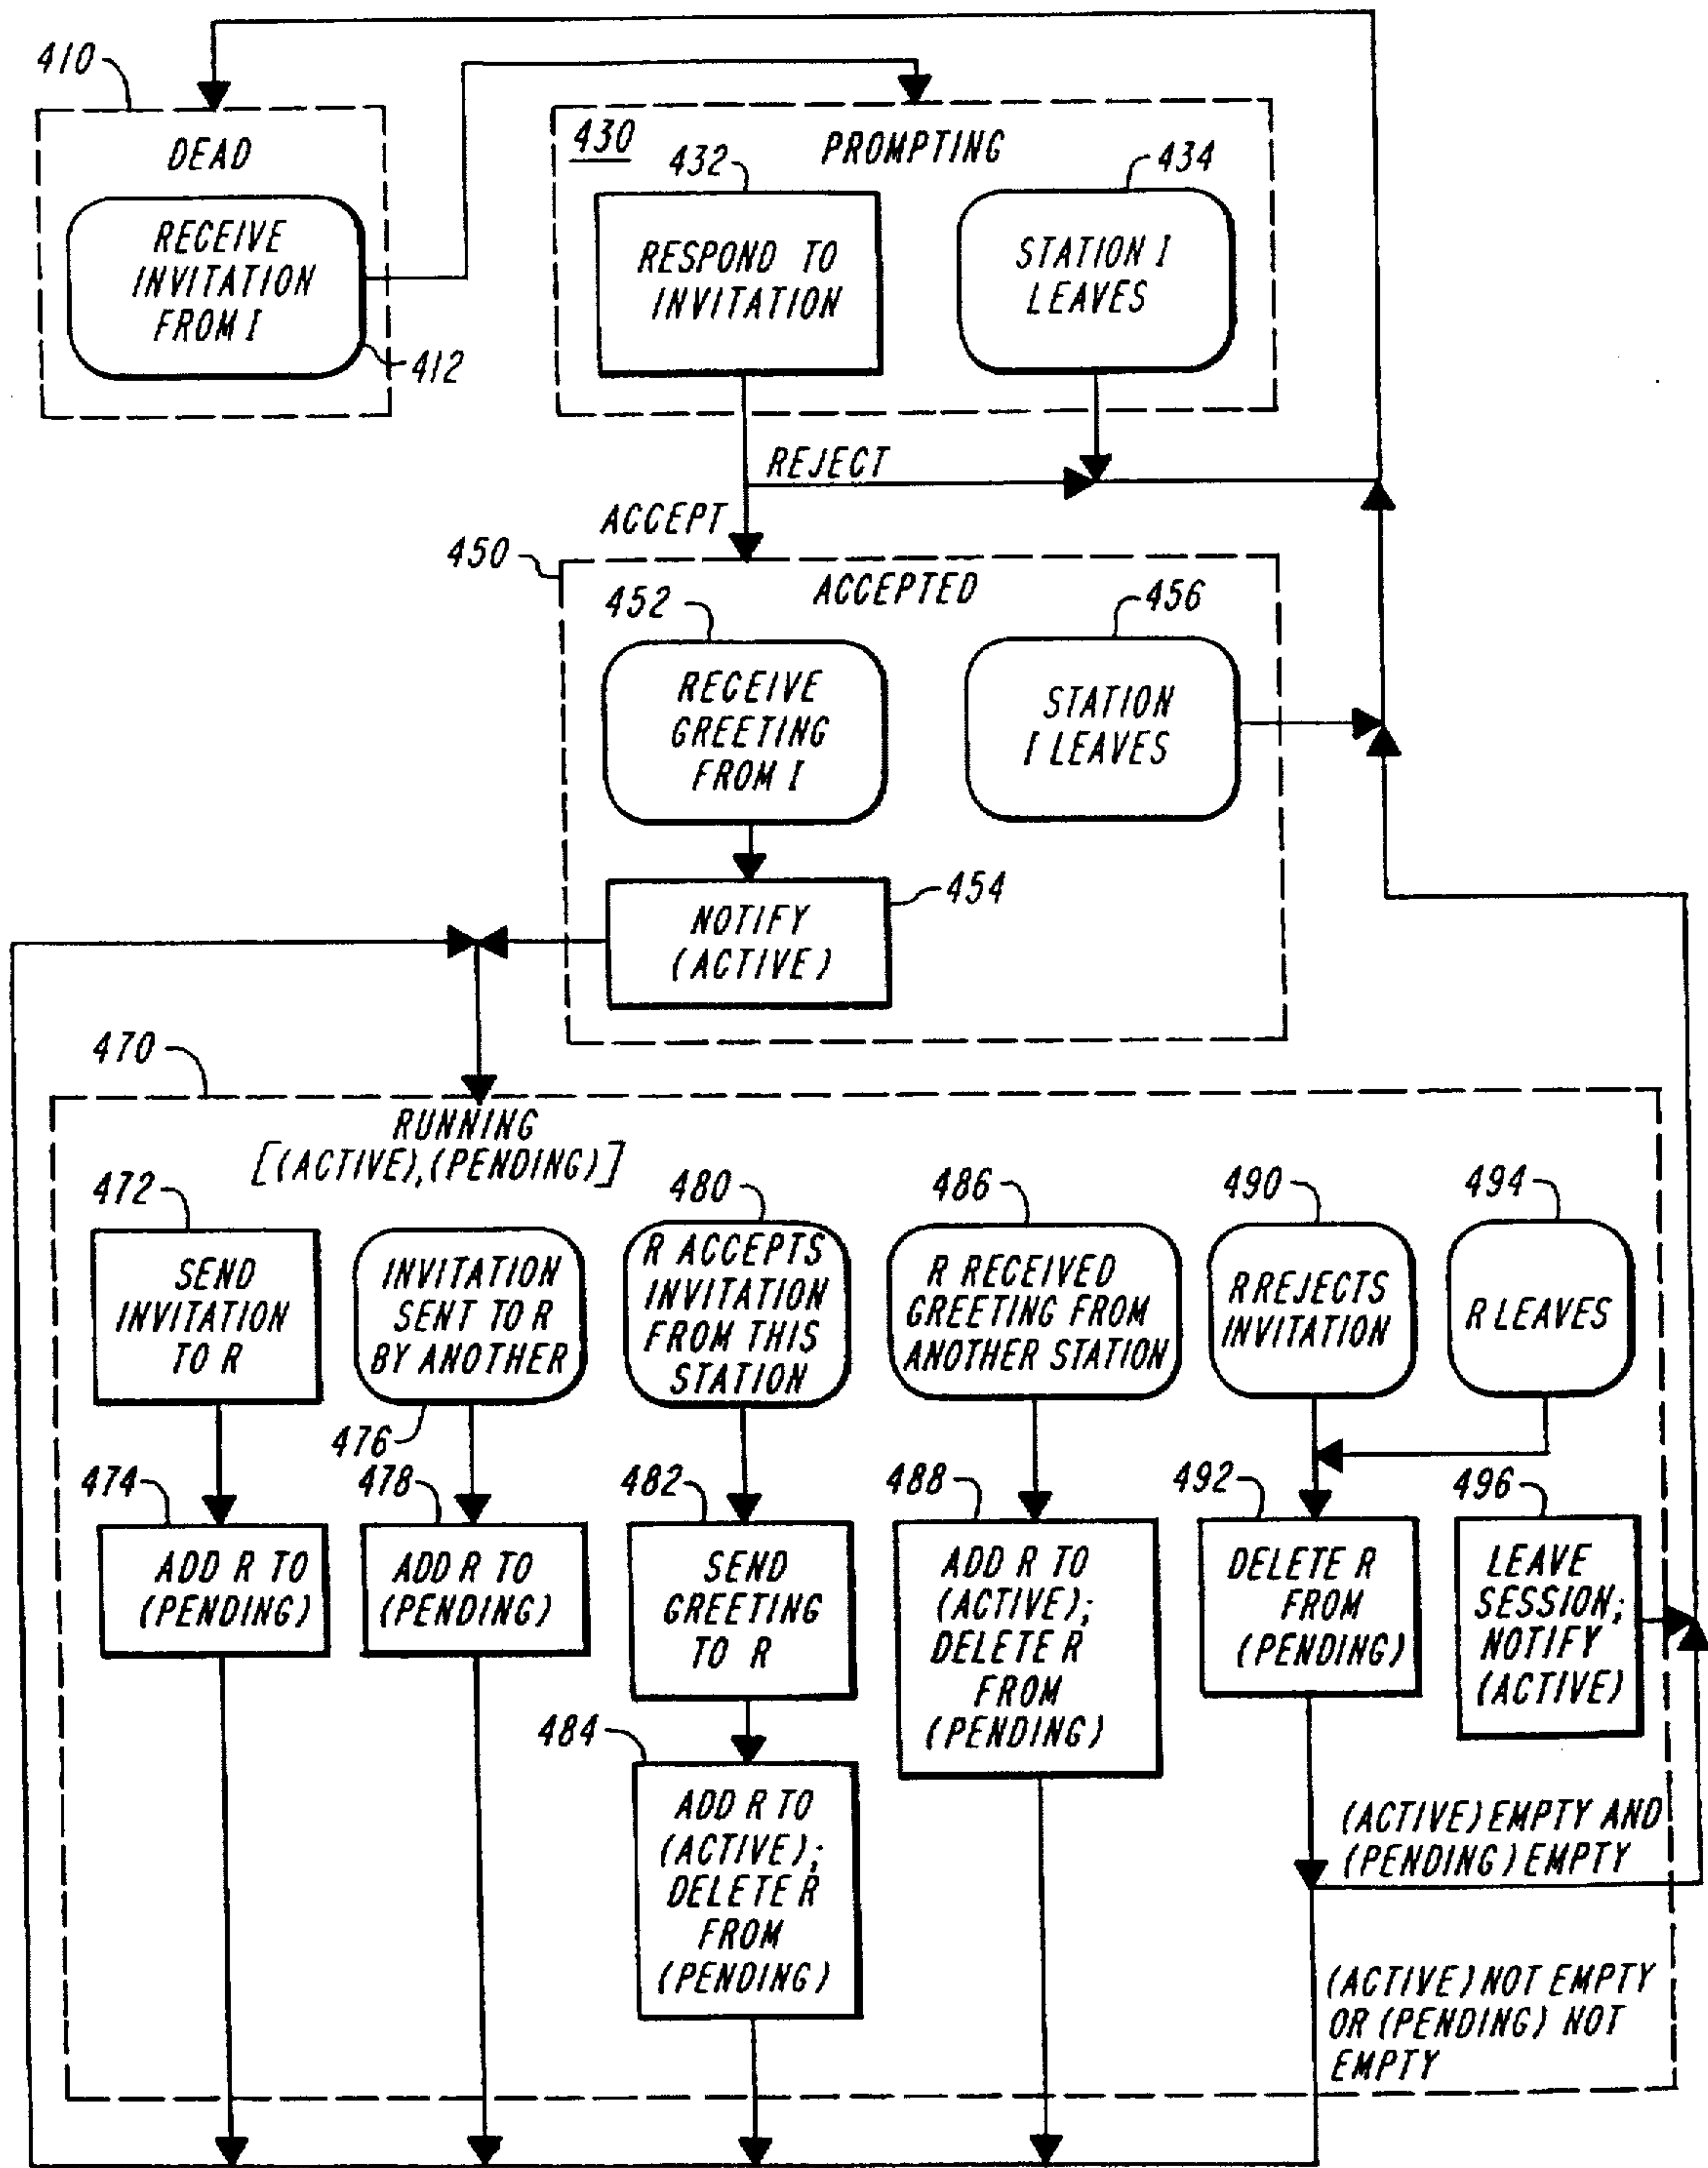 410
DEAD
RECEIVE
INVITATION
FROM I
412
430
PROMPTING
432
434
RESPOND TO
INVITATION
STATION I
LEAVES
REJECT
ACCEPT
450
ACCEPTED
452
456
RECEIVE
GREETING
FROM I
STATION
I LEAVES
454
NOTIFY
(ACTIVE)
470
RUNNING
[(ACTIVE),(PENDING)]
472
480
486
490
494
SEND
INVITATION
TO R
INVITATION
SENT TO R
BY ANOTHER
476
R ACCEPTS
INVITATION
FROM THIS
STATION
R RECEIVED
GREETING FROM
ANOTHER STATION
R REJECTS
INVITATION
R LEAVES
474
478
482
488
492
496
ADD R TO
(PENDING)
ADD R TO
(PENDING)
SEND
GREETING
TO R
ADD R TO
(ACTIVE);
DELETE R
FROM
(PENDING)
DELETE R
FROM
(PENDING)
LEAVE
SESSION;
NOTIFY
(ACTIVE)
484
ADD R TO
(ACTIVE);
DELETE R
FROM
(PENDING)
(ACTIVE) EMPTY AND
(PENDING) EMPTY
(ACTIVE) NOT EMPTY
OR (PENDING) NOT
EMPTY